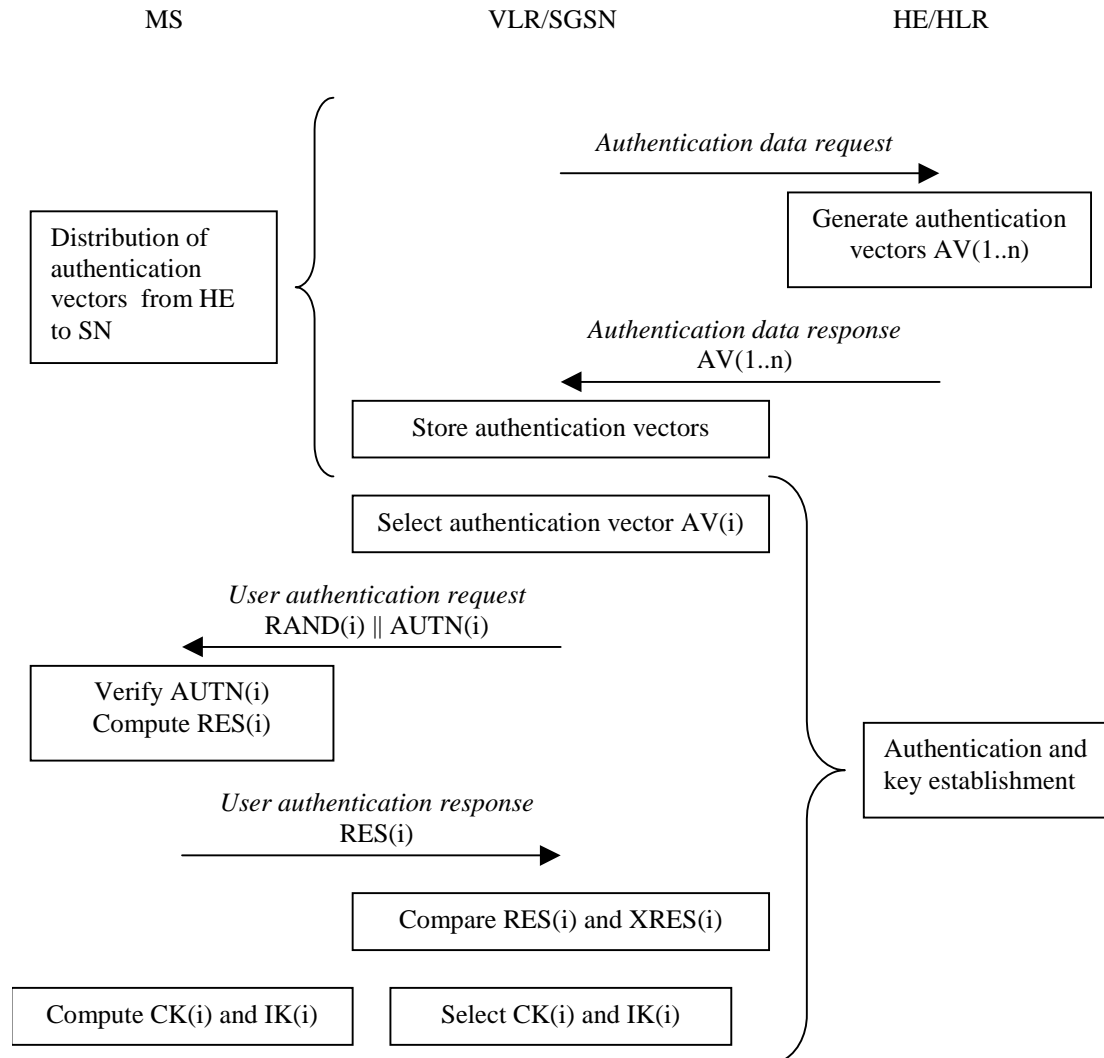 MS
VLR/SGSN
HE/HLR
Authentication data request
Generate authentication
vectors AV(1..n)
Distribution of
authentication
vectors from HE
to SN
Authentication data response
AV(1..n)
Store authentication vectors
Select authentication vector AV(i)
User authentication request
RAND(i) || AUTN(i)
Verify AUTN(i)
Compute RES(i)
Authentication and
key establishment
User authentication response
RES(i)
Compare RES(i) and XRES(i)
Compute CK(i) and IK(i)
Select CK(i) and IK(i)